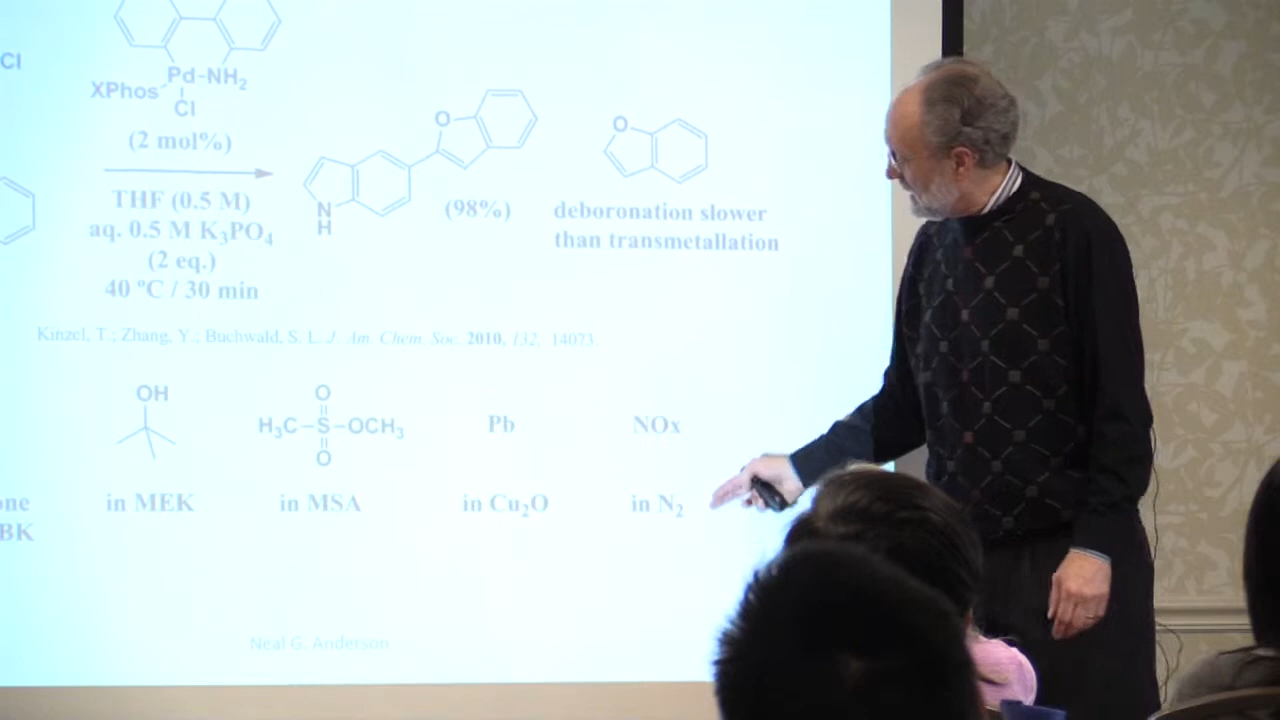 Cl
XPhos Pd-NH2
Cl
(2 mol%)
THF (0.5 M)
aq. 0.5 M K3PO4
(2 eq.)
40 ºC / 30 min
O
N
H
(98%)
O
deboronation slower
than transmetallation
Kinzel, T.; Zhang, Y.; Buchwald, S. L. J. Am. Chem. Soc. 2010, 132, 14073
OH
O
H3C-S-OCH3
O
Pb
NOx
in MEK
in MSA
in Cu2O
in N2
Neal G. Anderson